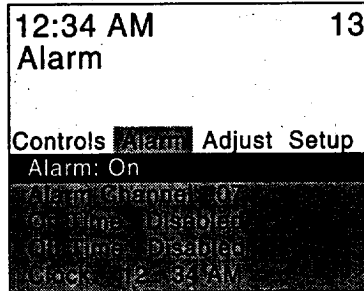 12:34 AM 13
Alarm
Controls Alarm Adjust Setup
Alarm: On
Alarm Channel: 07
On Time: Disabled
Off Time: Disabled
Clock: 12:34 AM